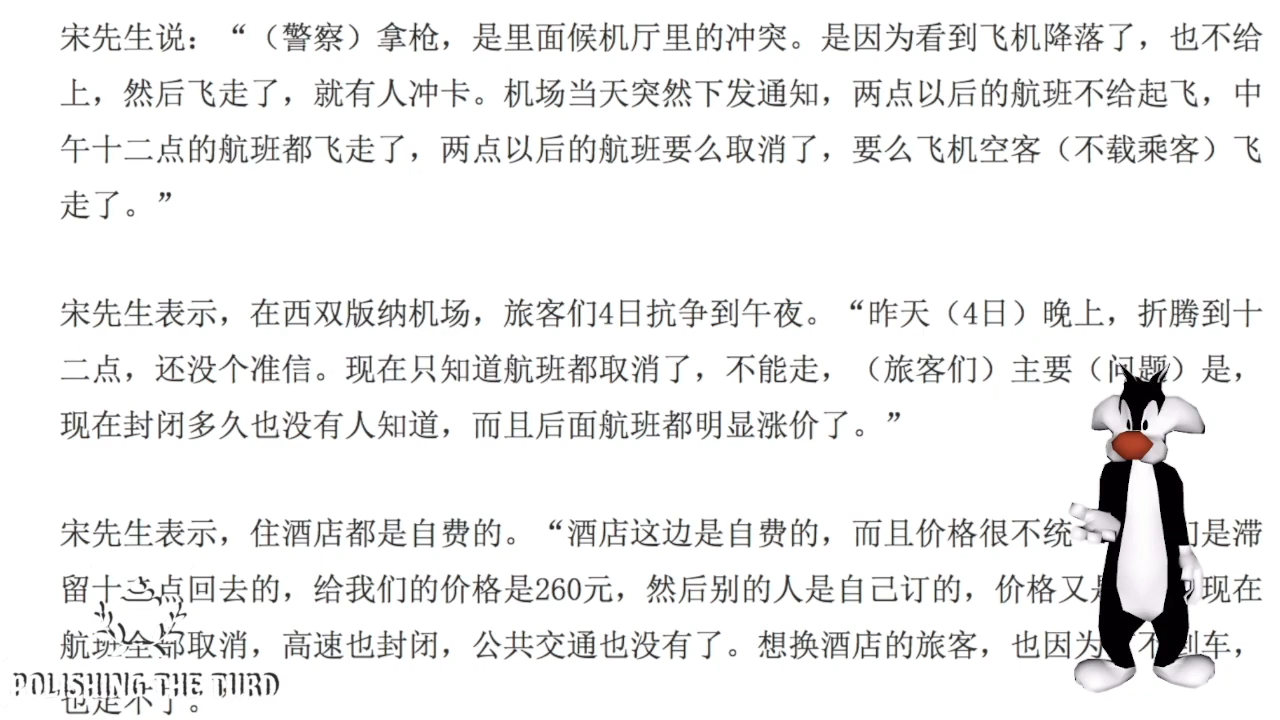 宋先生说：“（警察）拿枪，是里面候机厅里的冲突。是因为看到飞机降落了，也不给
上，然后飞走了，就有人冲卡。机场当天突然下发通知，两点以后的航班不给起飞，中
午十二点的航班都飞走了，两点以后的航班要么取消了，要么飞机空客（不载乘客）飞
走了。”
宋先生表示，在西双版纳机场，旅客们4日抗争到午夜。“昨天（4日）晚上，折腾到十
二点，还没个准信。现在只知道航班都取消了，不能走，（旅客们）主要（问题）是，
现在封闭多久也没有人知道，而且后面航班都明显涨价了。”
宋先生表示，住酒店都是自费的。“酒店这边是自费的，而且价格很不统 是滞
留十 点回去的，给我们的价格是260元，然后别的人是自己订的，价格又 现在
航班全部取消，高速也封闭，公共交通也没有了。想换酒店的旅客，也因为 不到车，
也走不了。
POLISHING THE TURD